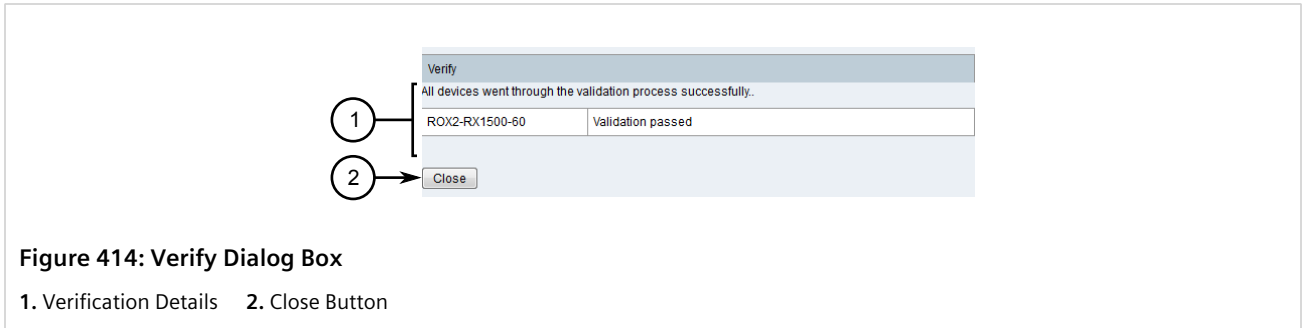 Verify
All devices went through the validation process successfully..
1
ROX2-RX1500-60 Validation passed
2
Close
Figure 414: Verify Dialog Box
1. Verification Details 2. Close Button